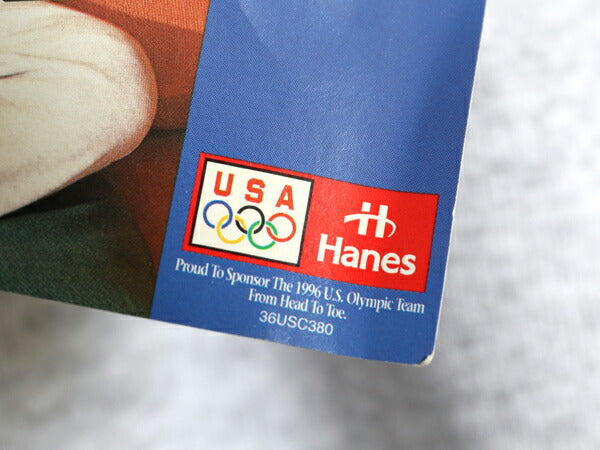 USA
H
Hanes
Proud To Sponsor The 1996 U.S. Olympic Team
From Head To Toe.
36USC380